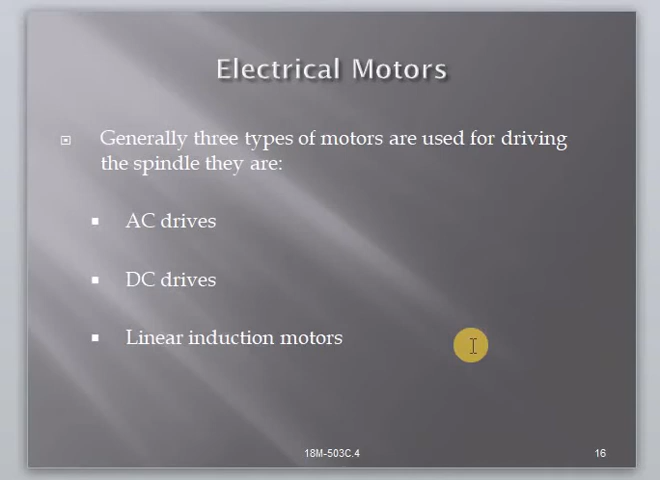 Electrical Motors
Generally three types of motors are used for driving
the spindle they are:
AC drives
DC drives
Linear induction motors
18M-503C.4
16